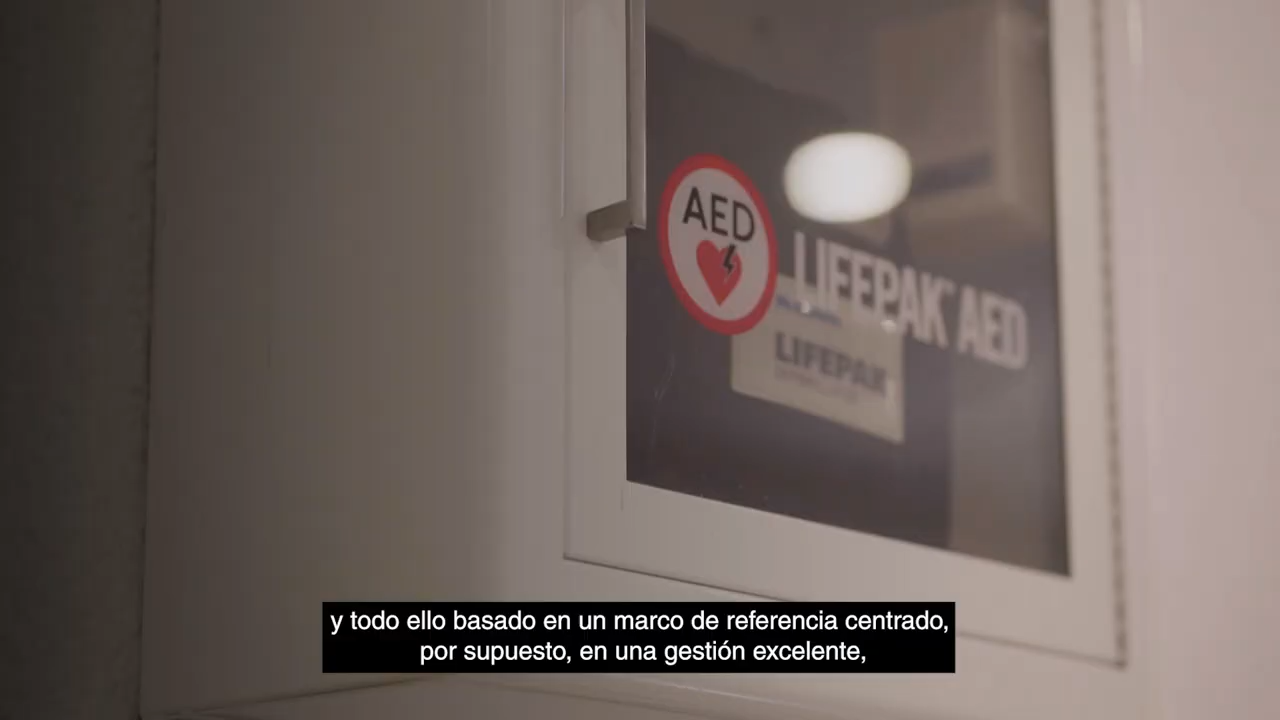 AED
LIFEPAK AED
LIFEPAK
y todo ello basado en un marco de referencia centrado,
por supuesto, en una gestión excelente,